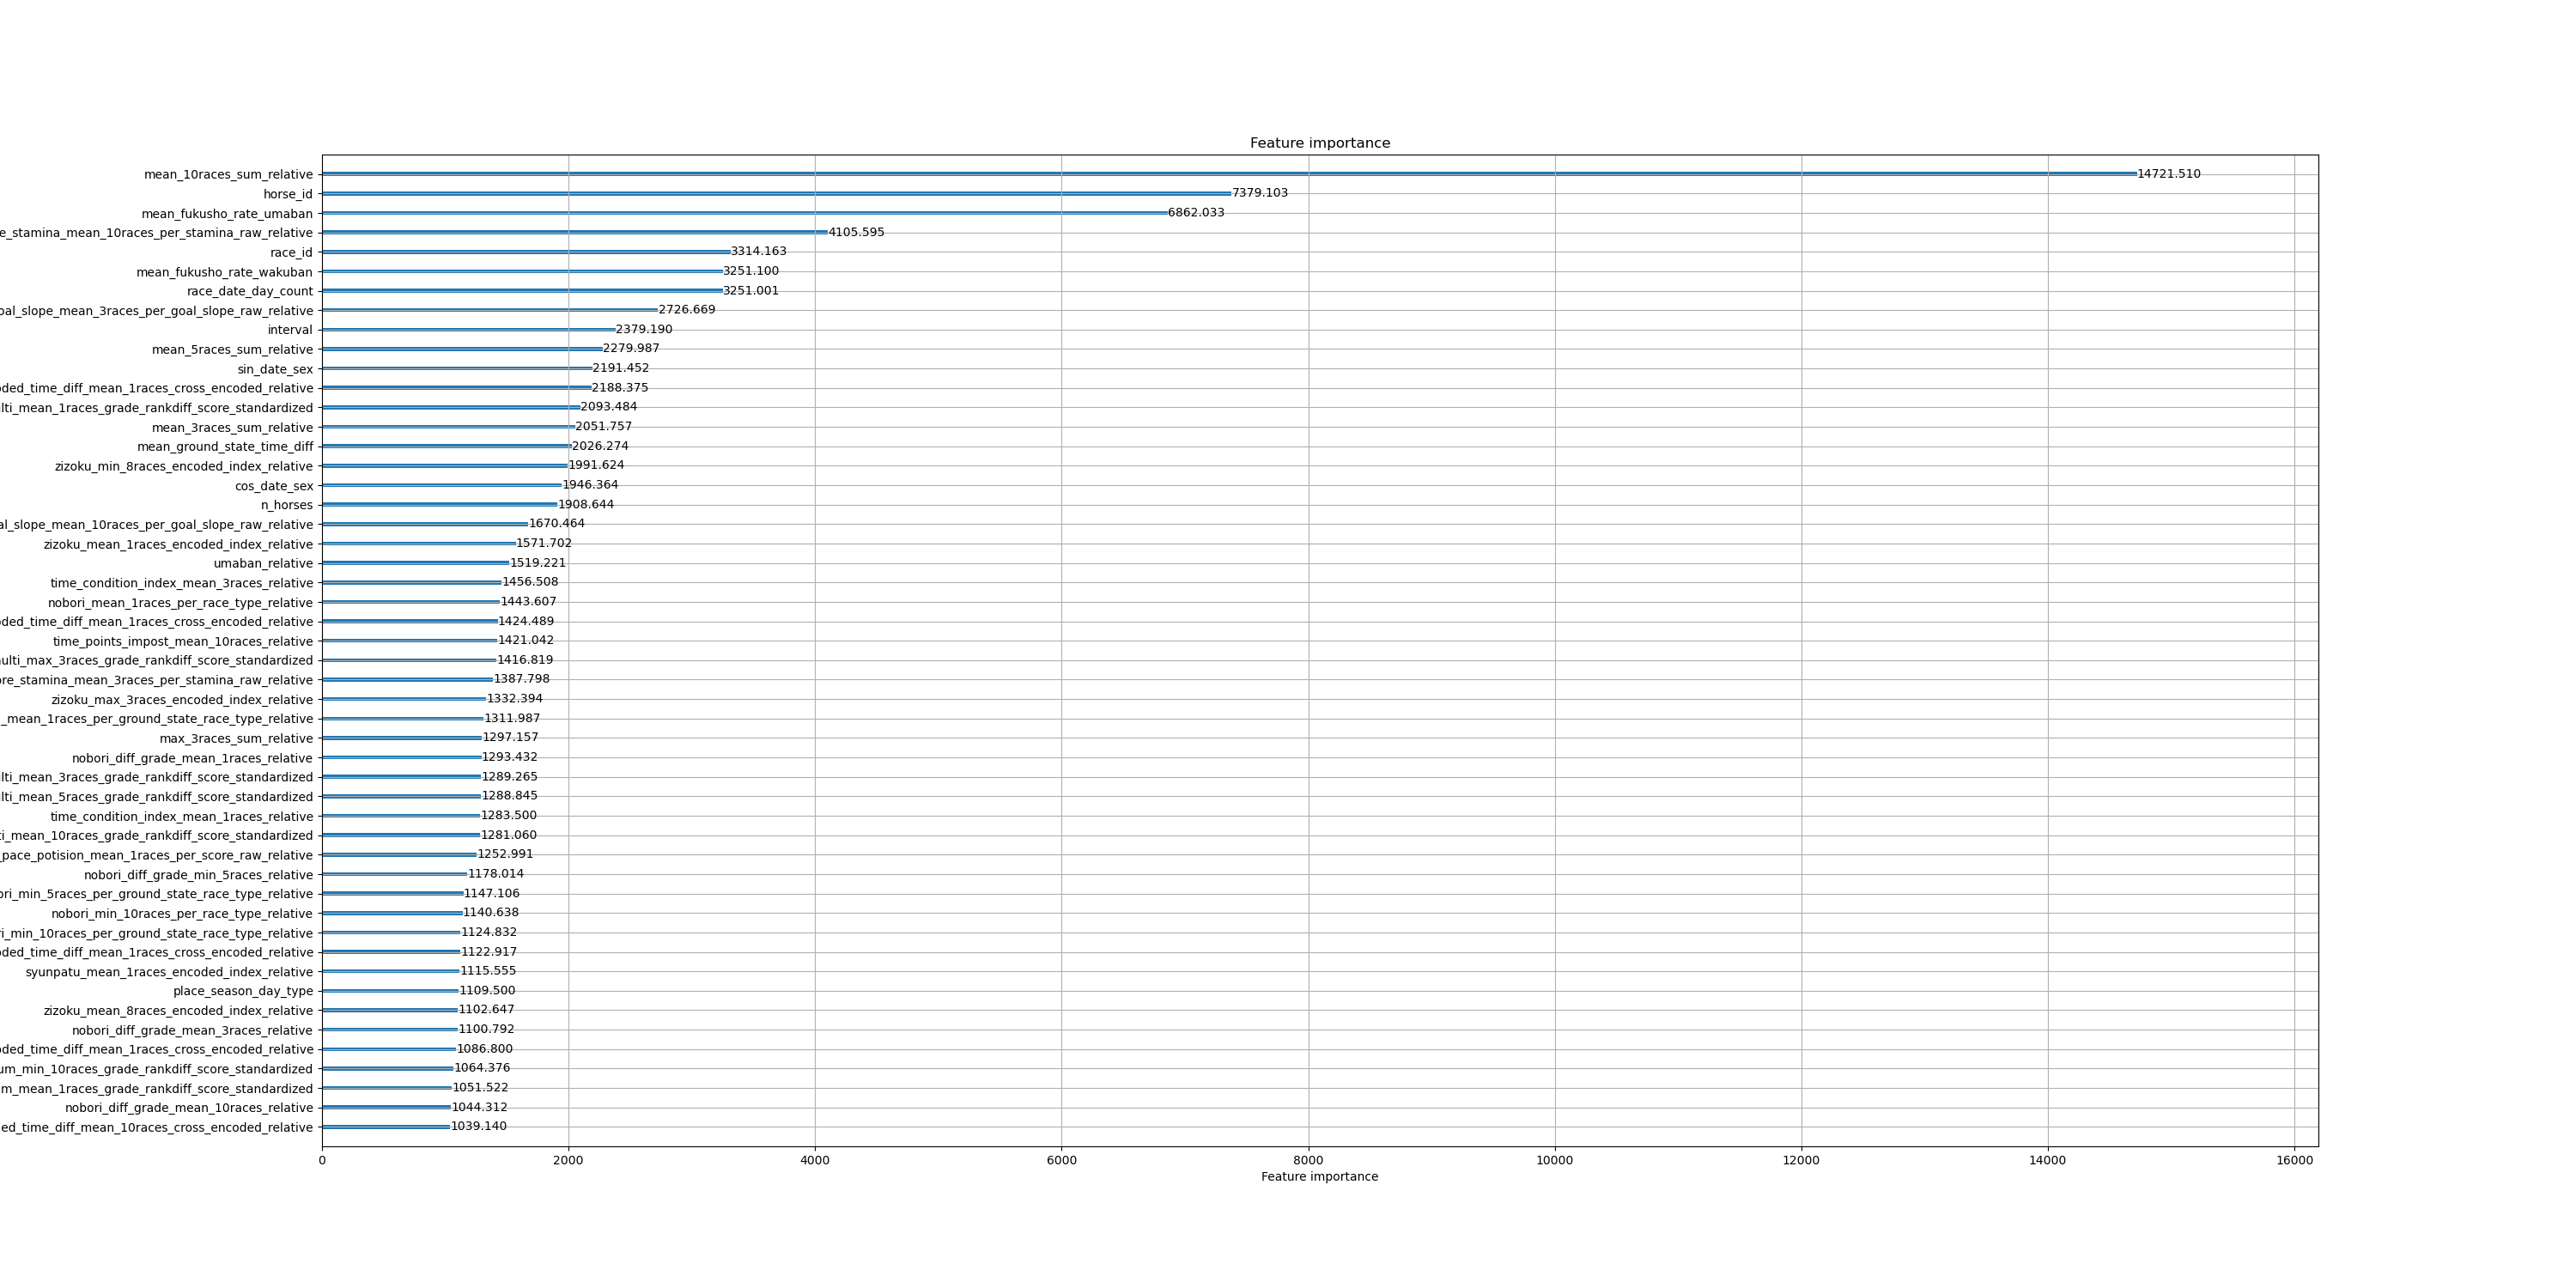 Feature importance
mean_10races_sum_relative 14721.510
horse_id 7379.103
mean_fukusho_rate_umaban 6862.033
e_stamina_mean_10races_per_stamina_raw_relative 4105.595
race_id 3314.163
mean_fukusho_rate_wakuban 3251.100
race_date_day_count 3251.001
oal_slope_mean_3races_per_goal_slope_raw_relative 2726.669
interval 2379.190
mean_5races_sum_relative 2279.987
sin_date_sex 2191.452
ded_time_diff_mean_1races_cross_encoded_relative 2188.375
lti_mean_1races_grade_rankdiff_score_standardized 2093.484
mean_3races_sum_relative 2051.757
mean_ground_state_time_diff 2026.274
zizoku_min_8races_encoded_index_relative 1991.624
cos_date_sex 1946.364
n_horses 1908.644
al_slope_mean_10races_per_goal_slope_raw_relative 1670.464
zizoku_mean_1races_encoded_index_relative 1571.702
umaban_relative 1519.221
time_condition_index_mean_3races_relative 1456.508
nobori_mean_1races_per_race_type_relative 1443.607
ded_time_diff_mean_1races_cross_encoded_relative 1424.489
time_points_impost_mean_10races_relative 1421.042
ulti_max_3races_grade_rankdiff_score_standardized 1416.819
re_stamina_mean_3races_per_stamina_raw_relative 1387.798
zizoku_max_3races_encoded_index_relative 1332.394
_mean_1races_per_ground_state_race_type_relative 1311.987
max_3races_sum_relative 1297.157
nobori_diff_grade_mean_1races_relative 1293.432
lti_mean_3races_grade_rankdiff_score_standardized 1289.265
lti_mean_5races_grade_rankdiff_score_standardized 1288.845
time_condition_index_mean_1races_relative 1283.500
ti_mean_10races_grade_rankdiff_score_standardized 1281.060
_pace_potision_mean_1races_per_score_raw_relative 1252.991
nobori_diff_grade_min_5races_relative 1178.014
ori_min_5races_per_ground_state_race_type_relative 1147.106
nobori_min_10races_per_race_type_relative 1140.638
ri_min_10races_per_ground_state_race_type_relative 1124.832
ded_time_diff_mean_1races_cross_encoded_relative 1122.917
syunpatu_mean_1races_encoded_index_relative 1115.555
place_season_day_type 1109.500
zizoku_mean_8races_encoded_index_relative 1102.647
nobori_diff_grade_mean_3races_relative 1100.792
ded_time_diff_mean_1races_cross_encoded_relative 1086.800
um_min_10races_grade_rankdiff_score_standardized 1064.376
m_mean_1races_grade_rankdiff_score_standardized 1051.522
nobori_diff_grade_mean_10races_relative 1044.312
ed_time_diff_mean_10races_cross_encoded_relative 1039.140
0 2000 4000 6000 8000 10000 12000 14000 16000
Feature importance